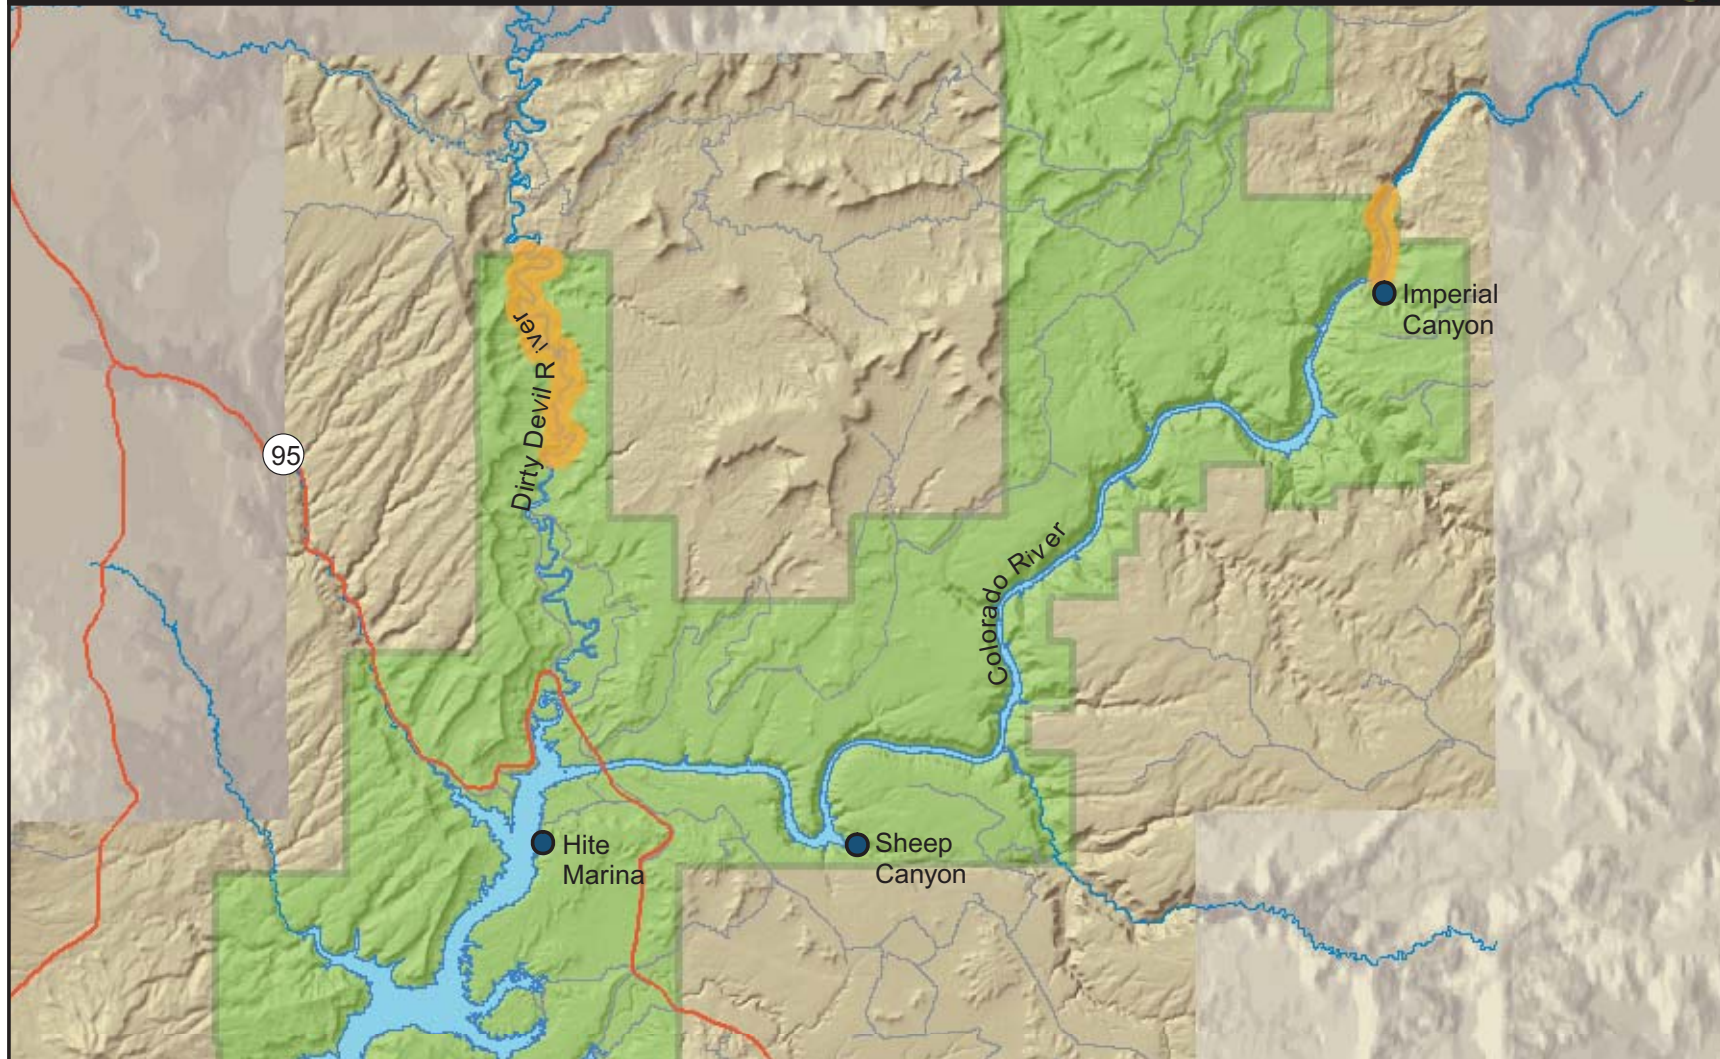 Imperial
Canyon
Dirty Devil River
95
Colorado River
Hite
Marina
Sheep
Canyon